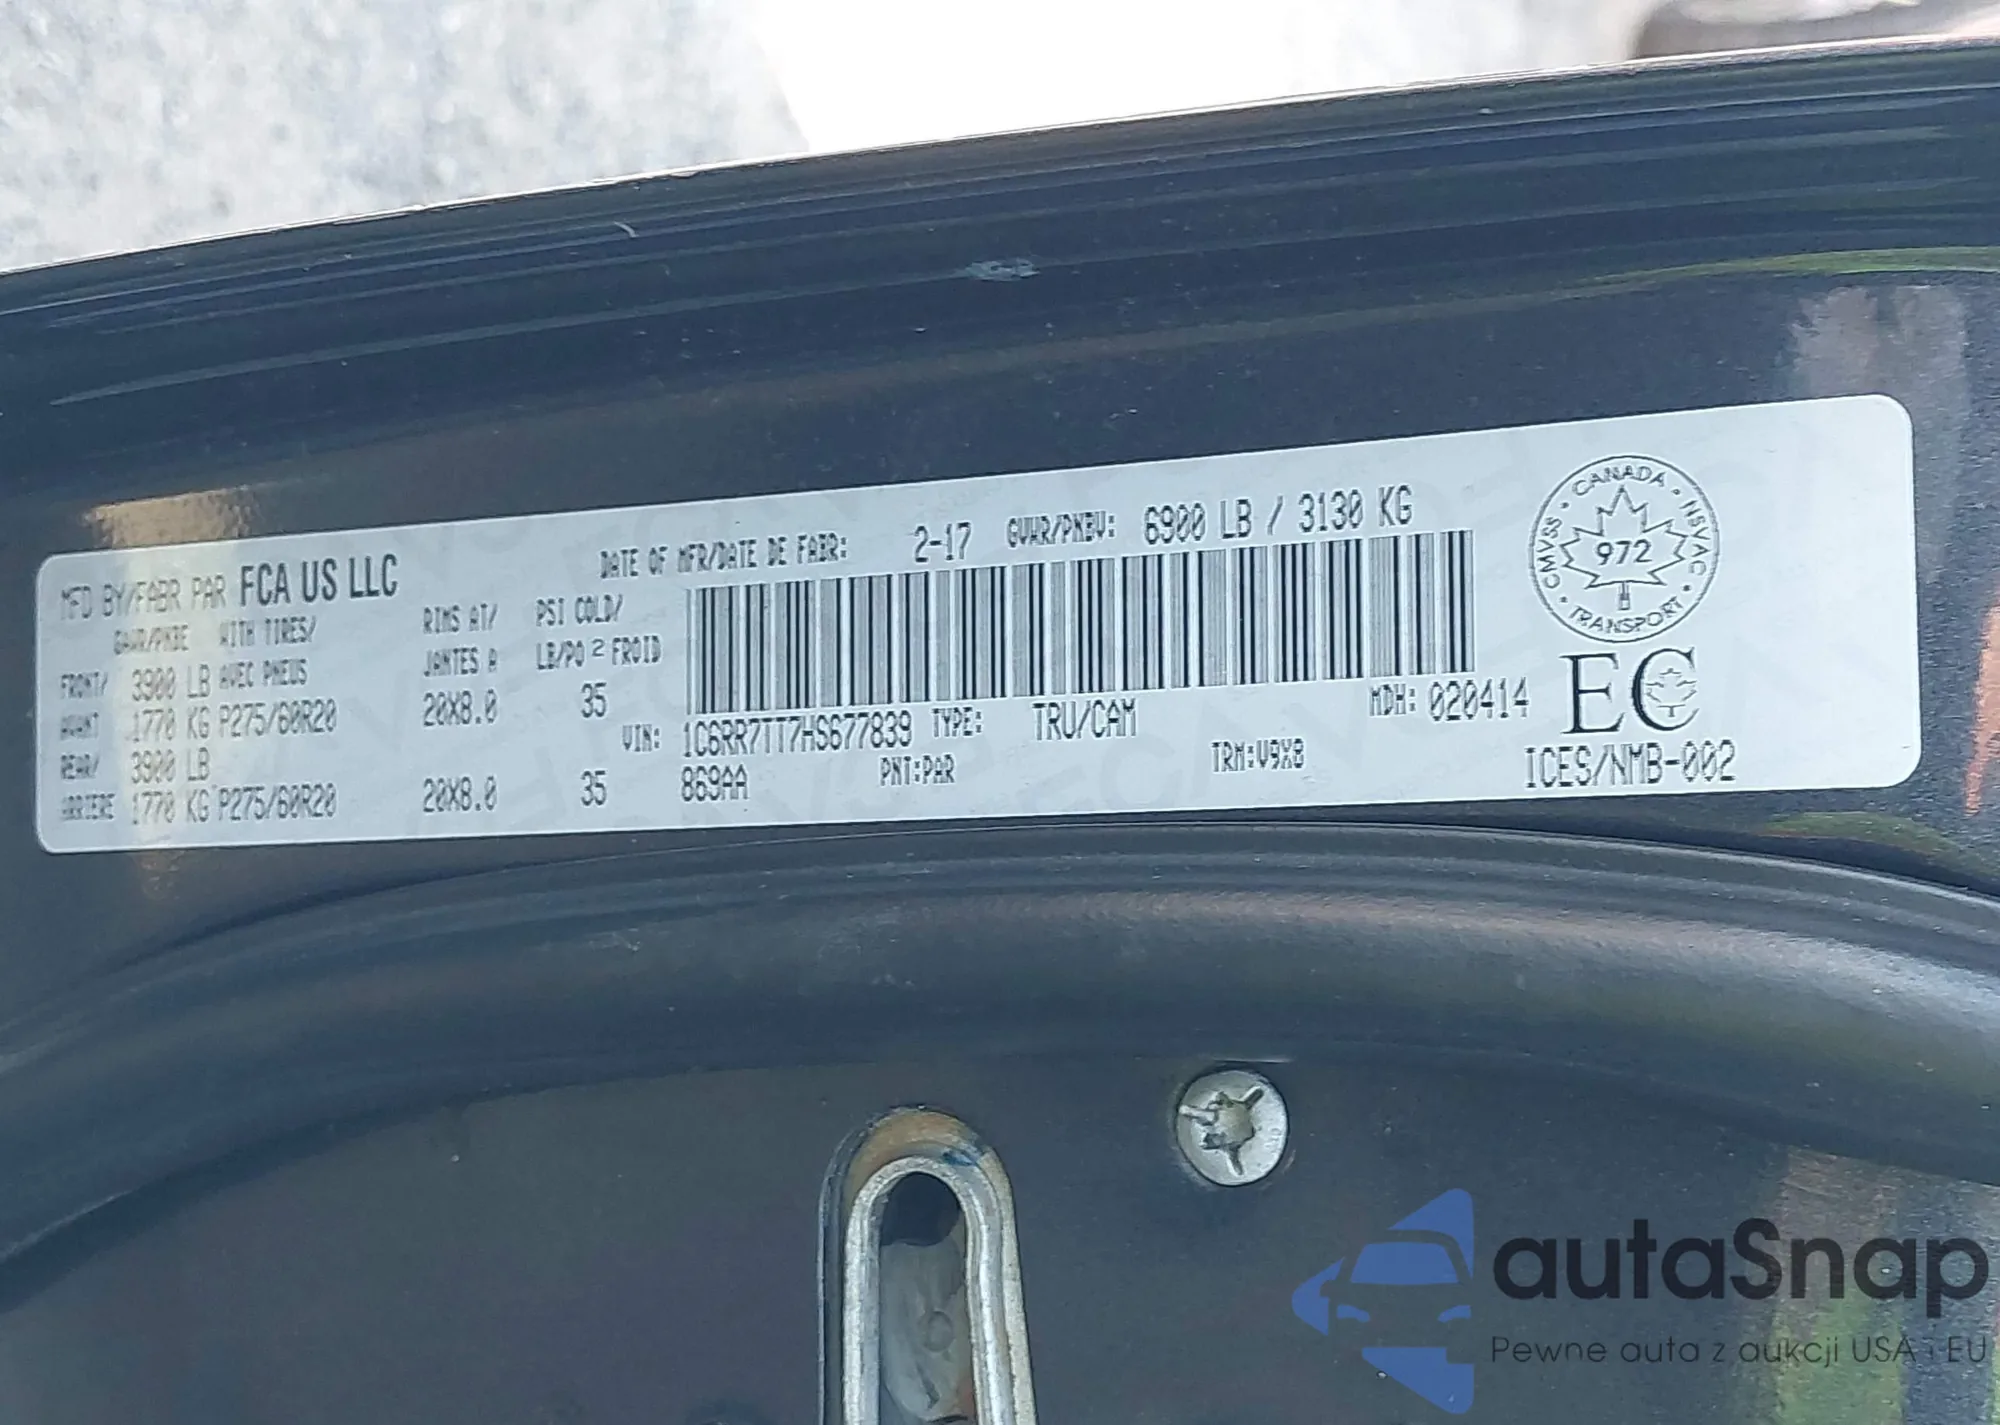 MFD BY/FABR PAR FCA US LLC
DATE OF MFR/DATE DE FABR: 2-17 GVWR/PNBV: 6900 LB / 3130 KG
GAWR/PNBE WITH TIRES/ RIMS AT/ PSI COLD/
AVEC PNEUS JANTES A LB/PO² FROID
FRONT/ 3900 LB
AVANT 1770 KG P275/60R20 20X8.0 35
REAR/ 3900 LB
ARRIERE 1770 KG P275/60R20 20X8.0 35
VIN: 1C6RR7TT7HS677839 TYPE: TRU/CAM MDH: 020414
869AA PNT:PAR TRM:V9X8
CANADA • NSVAC • TRANSPORT • CMVSS •
972
EC
ICES/NMB-002
autaSnap
Pewne auta z aukcji USA i EU